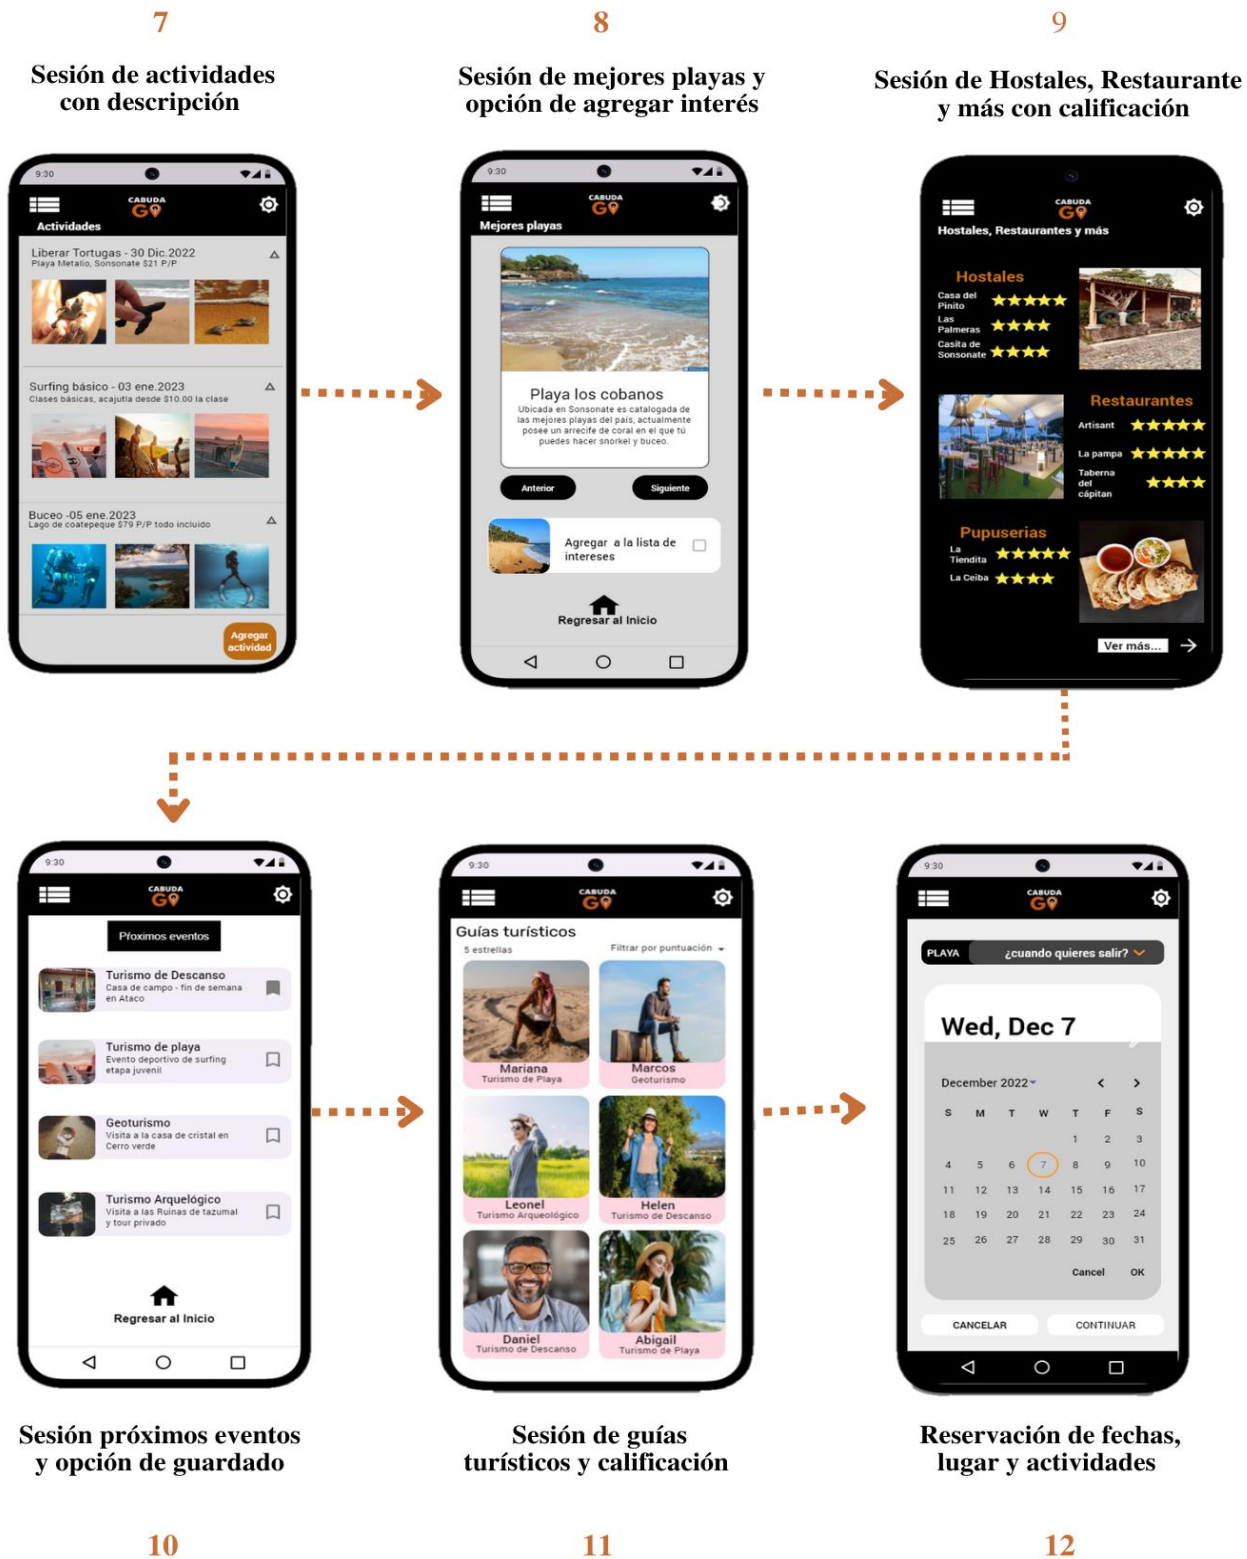 7
Sesión de actividades
con descripción
9:30
CABUDA
GO
Actividades
Liberar Tortugas - 30 Dic.2022
Playa Metalio, Sonsonate $21 P/P
Surfing básico - 03 ene.2023
Clases básicas, acajutla desde $10.00 la clase
Buceo -05 ene.2023
Lago de coatepeque $79 P/P todo incluido
Agregar
actividad
8
Sesión de mejores playas y
opción de agregar interés
9:30
CABUDA
GO
Mejores playas
Playa los cobanos
Ubicada en Sonsonate es catalogada de
las mejores playas del país, actualmente
posee un arrecife de coral en el que tú
puedes hacer snorkel y buceo.
Anterior
Siguiente
Agregar a la lista de
intereses
Regresar al Inicio
9
Sesión de Hostales, Restaurante
y más con calificación
CABUDA
GO
Hostales, Restaurantes y más
Hostales
Casa del
Pinito
Las
Palmeras
Casita de
Sonsonate
Restaurantes
Artisant
La pampa
Taberna
del
cápitan
Pupuserias
La
Tiendita
La Ceiba
Ver más...
9:30
CABUDA
GO
Próximos eventos
Turismo de Descanso
Casa de campo - fin de semana
en Ataco
Turismo de playa
Evento deportivo de surfing
etapa juvenil
Geoturismo
Visita a la casa de cristal en
Cerro verde
Turismo Arquelógico
Visita a las Ruinas de tazumal
y tour privado
Regresar al Inicio
Sesión próximos eventos
y opción de guardado
10
9:30
CABUDA
GO
Guías turísticos
5 estrellas
Filtrar por puntuación
Mariana
Turismo de Playa
Marcos
Geoturismo
Leonel
Turismo Arqueológico
Helen
Turismo de Descanso
Daniel
Turismo de Descanso
Abigail
Turismo de Playa
Sesión de guías
turísticos y calificación
11
9:30
CABUDA
GO
PLAYA
¿cuando quieres salir?
Wed, Dec 7
December 2022
S M T W T F S
1 2 3
4 5 6 7 8 9 10
11 12 13 14 15 16 17
18 19 20 21 22 23 24
25 26 27 28 29 30 31
Cancel OK
CANCELAR
CONTINUAR
Reservación de fechas,
lugar y actividades
12